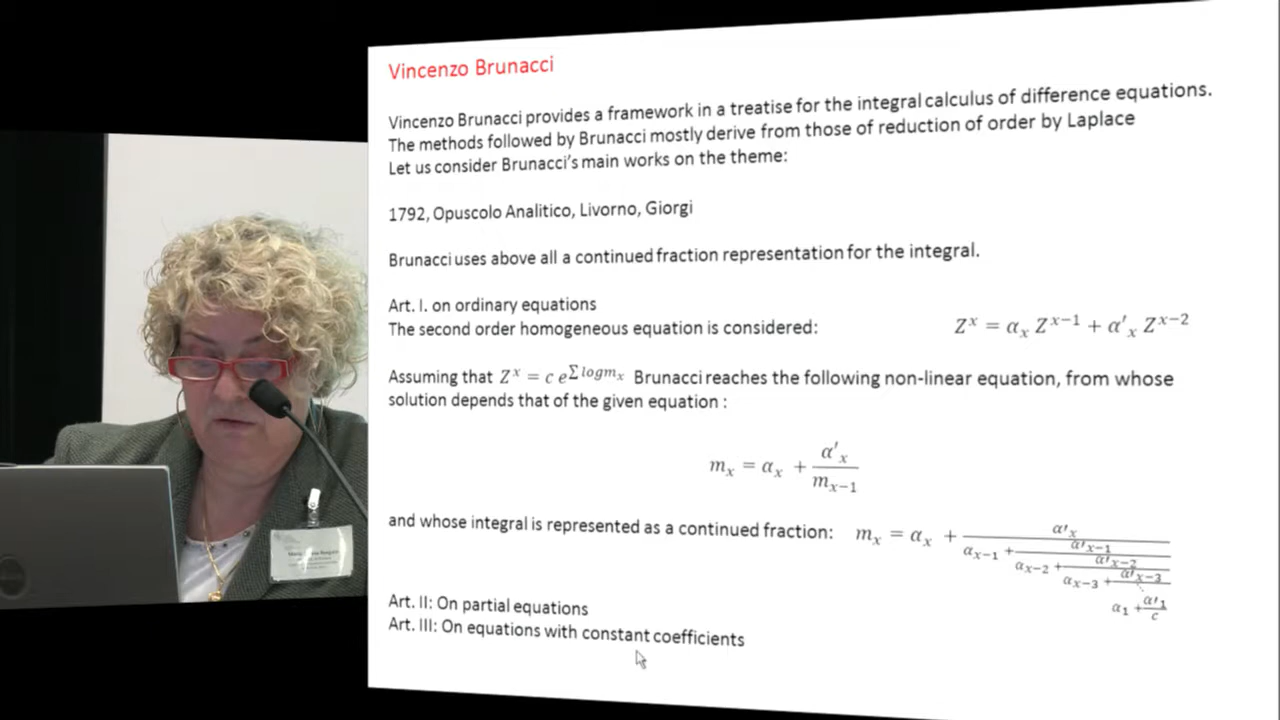 Vincenzo Brunacci
Vincenzo Brunacci provides a framework in a treatise for the integral calculus of difference equations.
The methods followed by Brunacci mostly derive from those of reduction of order by Laplace
Let us consider Brunacci's main works on the theme:
1792, Opuscolo Analitico, Livorno, Giorgi
Brunacci uses above all a continued fraction representation for the integral.
Art. I. on ordinary equations
The second order homogeneous equation is considered: Z^x = α_x Z^{x−1} + α'_x Z^{x−2}
Assuming that Z^x = c e^{Σ log m_x} Brunacci reaches the following non-linear equation, from whose
solution depends that of the given equation :
m_x = α_x + \frac{α'_x}{m_{x−1}}
and whose integral is represented as a continued fraction: m_x = α_x + \frac{α'_x}{α_{x−1} + \frac{α'_{x−1}}{α_{x−2} + \frac{α'_{x−2}}{α_{x−3} + \frac{α'_{x−3}}{⋱ α_1 + \frac{α'_1}{c}}}}}
Art. II: On partial equations
Art. III: On equations with constant coefficients